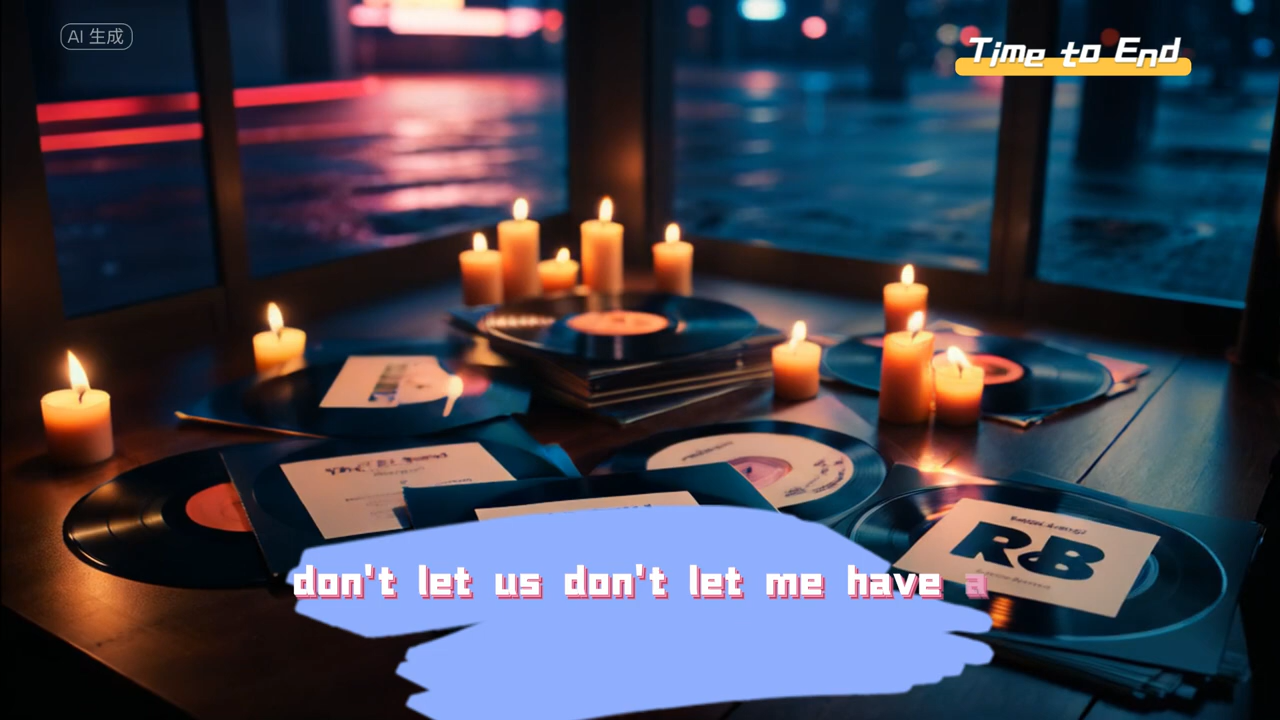 AI 生成
Time to End
RB
don't let us don't let me have a